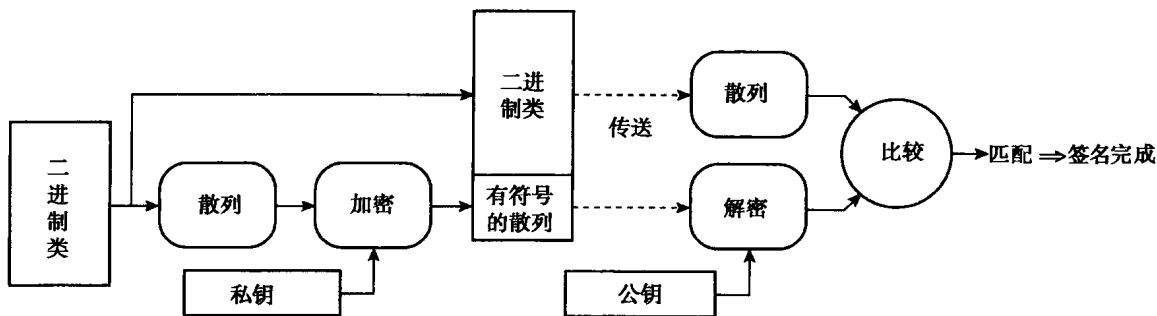 二进制类
散列
加密
私钥
二进
制类
有符号
的散列
传送
散列
解密
公钥
比较
匹配 ⇒ 签名完成